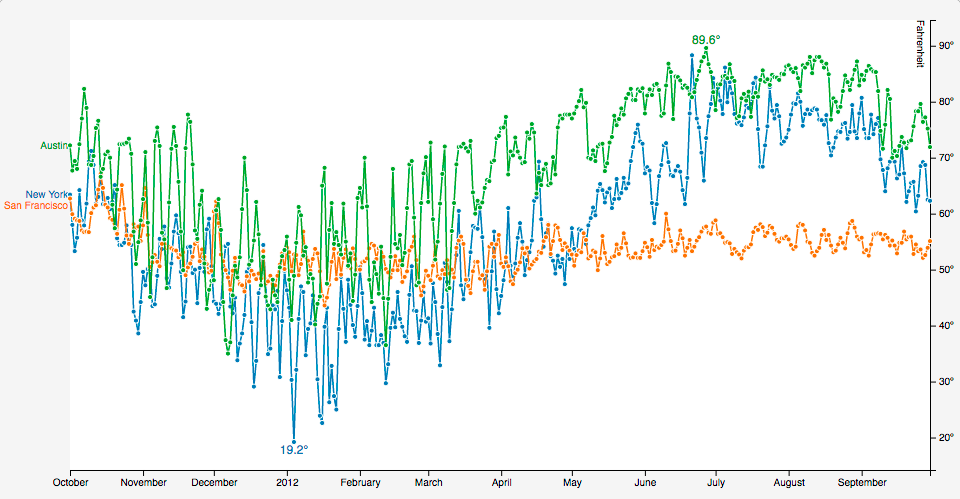 Fahrenheit
89.6°
90°
80°
Austin
70°
New York
San Francisco
60°
50°
40°
30°
19.2°
20°
October November December 2012 February March April May June July August September